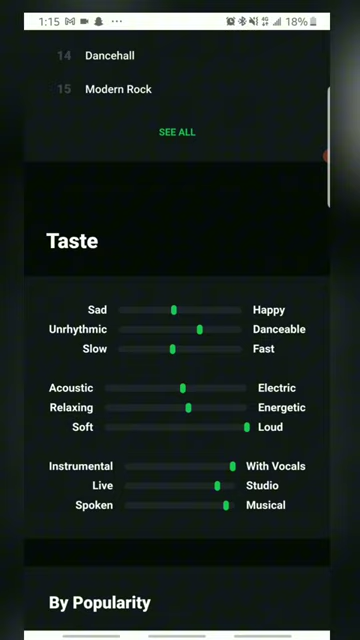 1:15 ... 18%
14 Dancehall
15 Modern Rock
SEE ALL
Taste
Sad Happy
Unrhythmic Danceable
Slow Fast
Acoustic Electric
Relaxing Energetic
Soft Loud
Instrumental With Vocals
Live Studio
Spoken Musical
By Popularity